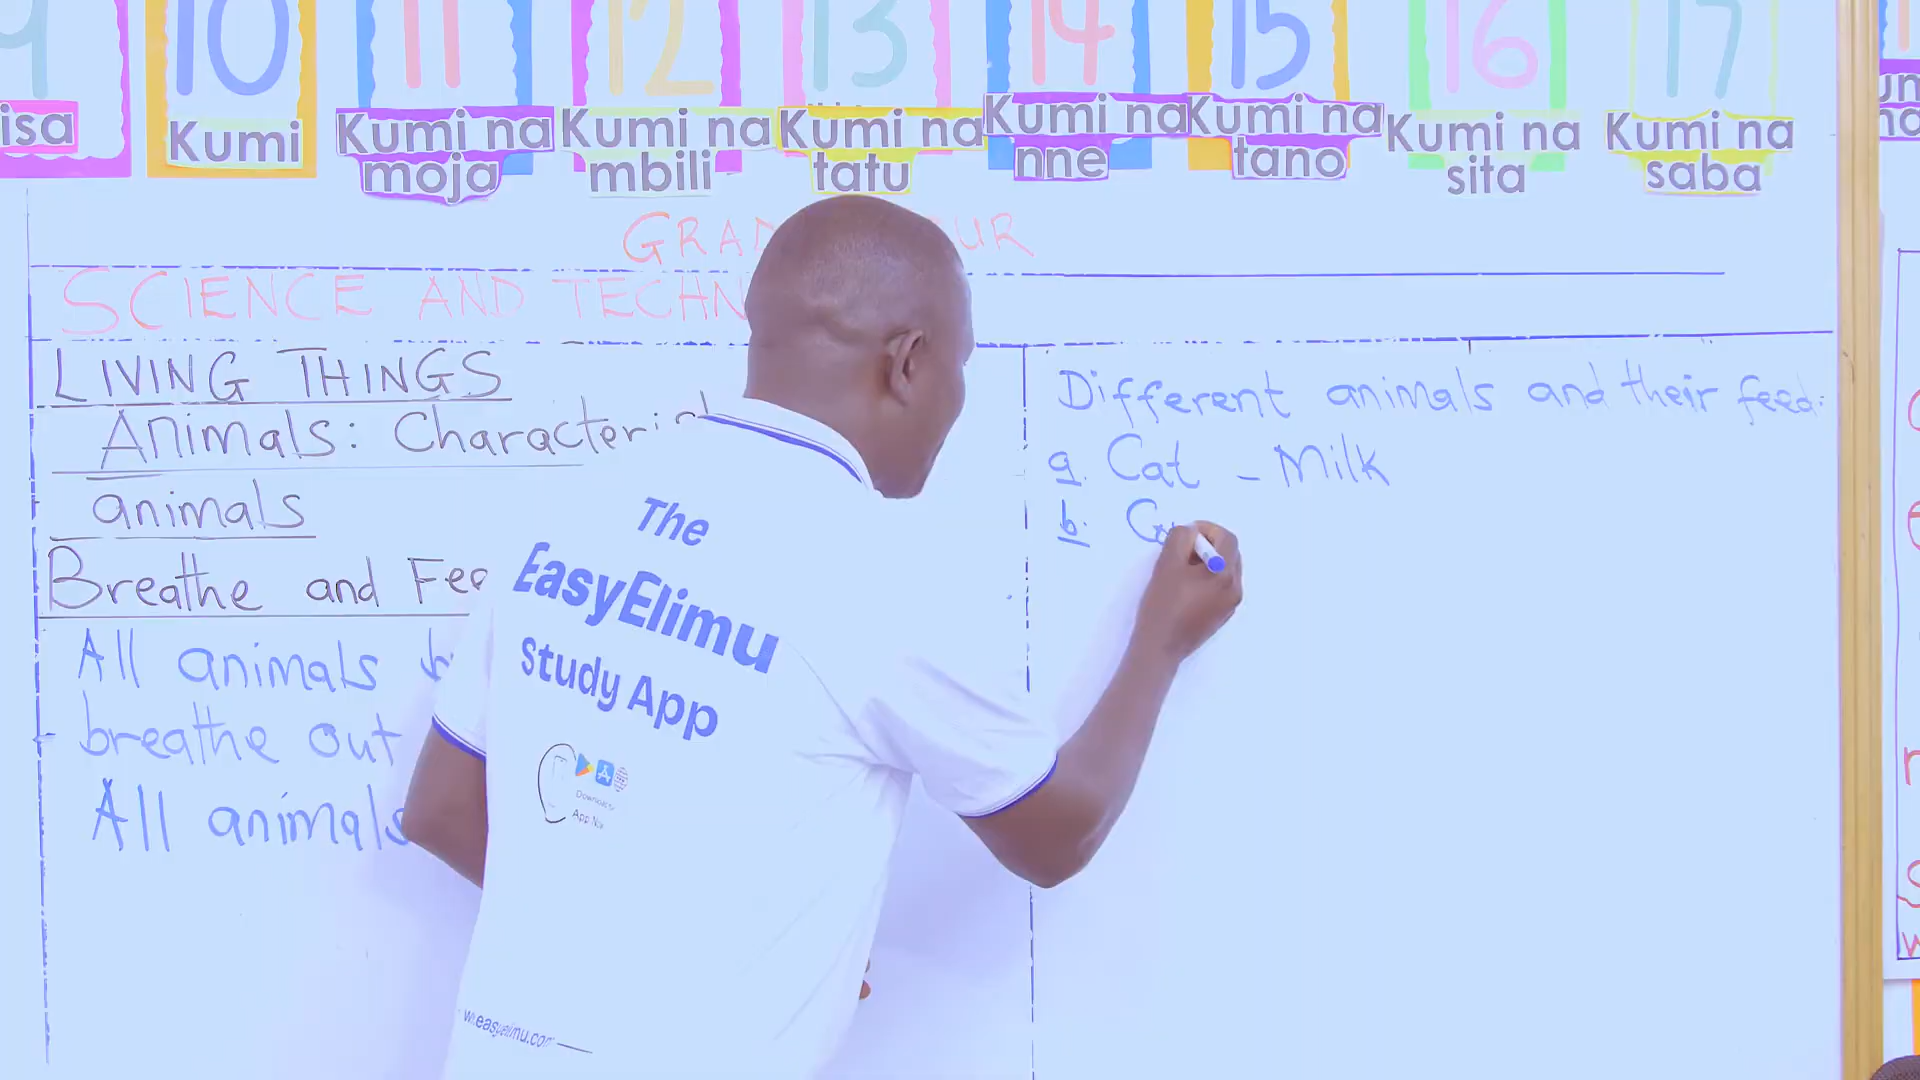 10
11
12
13
14
15
16
17
isa
Kumi
Kumi na
moja
Kumi na
mbili
Kumi na
tatu
Kumi na
nne
Kumi na
tano
Kumi na
sita
Kumi na
saba
SCIENCE AND TECHN
LIVING THINGS
Animals: Characterist
animals
Breathe and Fee
All animals
breathe out
All animals
Different animals and their feed:
a. Cat - Milk
b.
The
EasyElimu
Study App
App Now